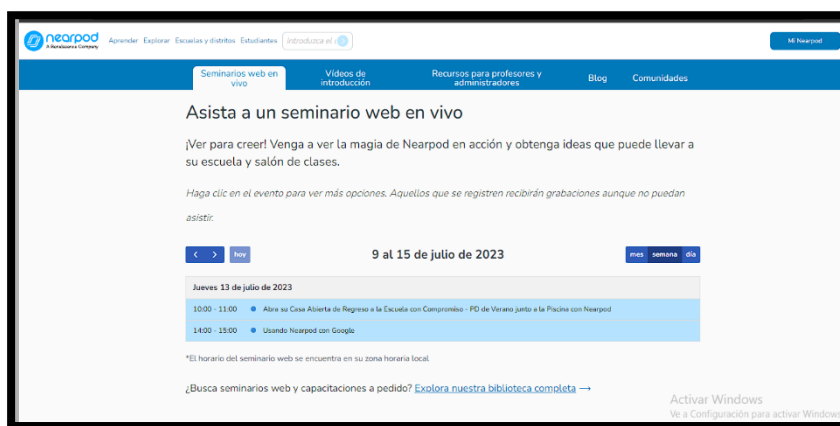 nearpod
A Renaissance Company
Aprender Explorar Escuelas y distritos Estudiantes Introduzca el c
Mi Nearpod
Seminarios web en vivo
Vídeos de introducción
Recursos para profesores y administradores
Blog
Comunidades
Asista a un seminario web en vivo
¡Ver para creer! Venga a ver la magia de Nearpod en acción y obtenga ideas que puede llevar a
su escuela y salón de clases.
Haga clic en el evento para ver más opciones. Aquellos que se registren recibirán grabaciones aunque no puedan
asistir.
hoy
9 al 15 de julio de 2023
mes semana día
Jueves 13 de julio de 2023
10:00 - 11:00 Abra su Casa Abierta de Regreso a la Escuela con Compromiso - PD de Verano junto a la Piscina con Nearpod
14:00 - 15:00 Usando Nearpod con Google
*El horario del seminario web se encuentra en su zona horaria local
¿Busca seminarios web y capacitaciones a pedido? Explora nuestra biblioteca completa →
Activar Windows
Ve a Configuración para activar Windows